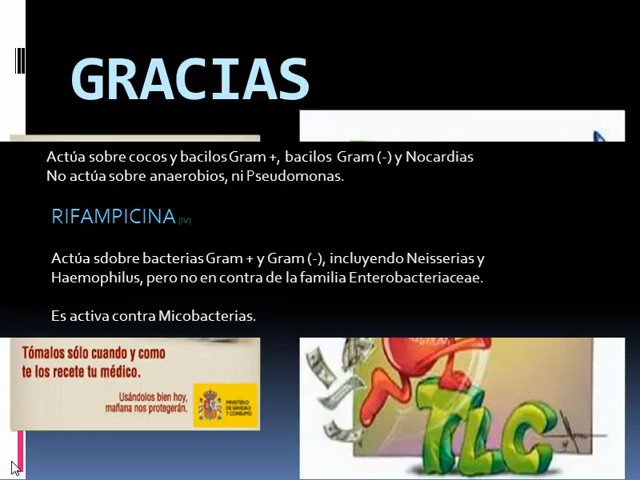 GRACIAS
Actúa sobre cocos y bacilos Gram +, bacilos Gram (-) y Nocardias
No actúa sobre anaerobios, ni Pseudomonas.
RIFAMPICINA (IV)
Actúa sdobre bacterias Gram + y Gram (-), incluyendo Neisserias y
Haemophilus, pero no en contra de la familia Enterobacteriaceae.
Es activa contra Micobacterias.
Tómalos sólo cuando y como
te los recete tu médico.
Usándolos bien hoy,
mañana nos protegerán.
MINISTERIO
DE SANIDAD
Y CONSUMO
TLC